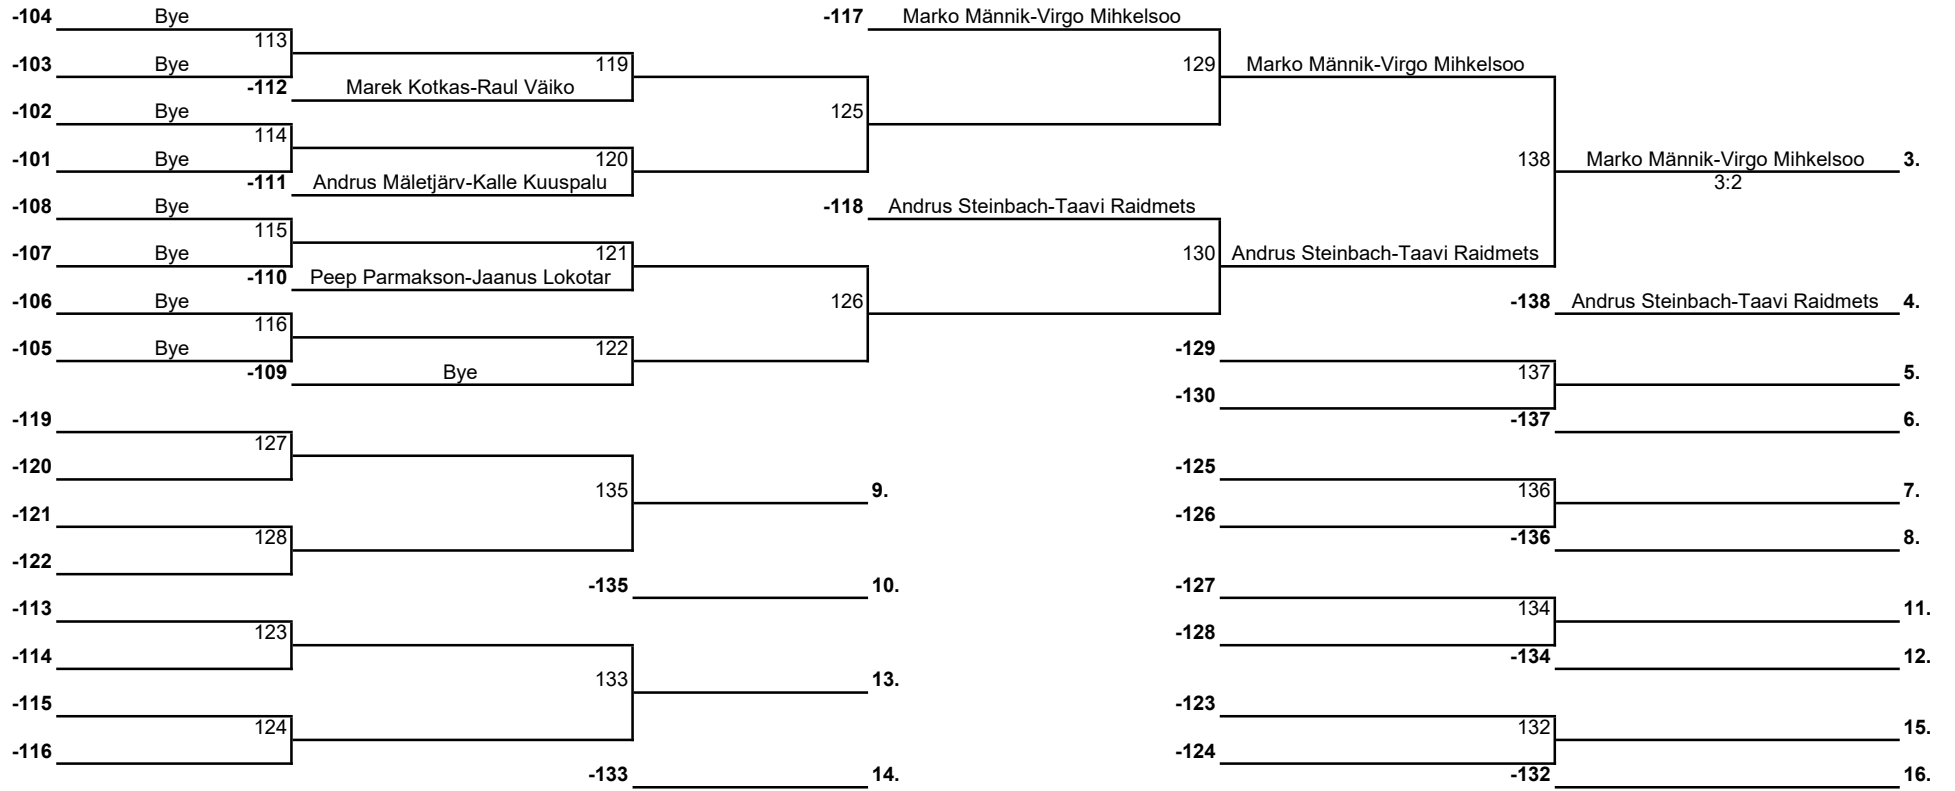 -104 Bye -117 Marko Männik-Virgo Mihkelsoo
113
-103 Bye 119 129 Marko Männik-Virgo Mihkelsoo
-112 Marek Kotkas-Raul Väiko
-102 Bye 125
114
-101 Bye 120 138 Marko Männik-Virgo Mihkelsoo 3.
-111 Andrus Mäletjärv-Kalle Kuuspalu 3:2
-108 Bye -118 Andrus Steinbach-Taavi Raidmets
115
-107 Bye 121 130 Andrus Steinbach-Taavi Raidmets
-110 Peep Parmakson-Jaanus Lokotar
-106 Bye 126 -138 Andrus Steinbach-Taavi Raidmets 4.
116
-105 Bye 122 -129
-109 Bye 137 5.
-130
-119 -137 6.
127
-120 -125
135 9. 136 7.
-121 -126
128 -136 8.
-122
-135 10. -127
-113 134 11.
123 -128
-114 -134 12.
133 13.
-115 -123
124 132 15.
-116 -124
-133 14. -132 16.